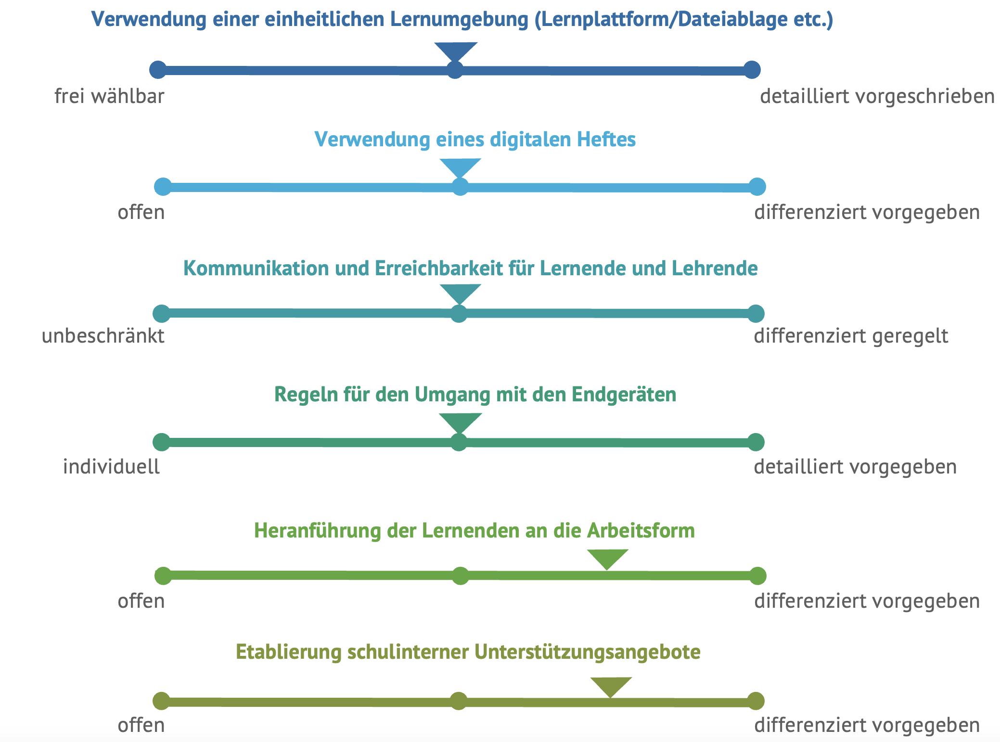 Verwendung einer einheitlichen Lernumgebung (Lernplattform/Dateiablage etc.)
frei wählbar
detailliert vorgeschrieben
Verwendung eines digitalen Heftes
offen
differenziert vorgegeben
Kommunikation und Erreichbarkeit für Lernende und Lehrende
unbeschränkt
differenziert geregelt
Regeln für den Umgang mit den Endgeräten
individuell
detailliert vorgegeben
Heranführung der Lernenden an die Arbeitsform
offen
differenziert vorgegeben
Etablierung schulinterner Unterstützungsangebote
offen
differenziert vorgegeben